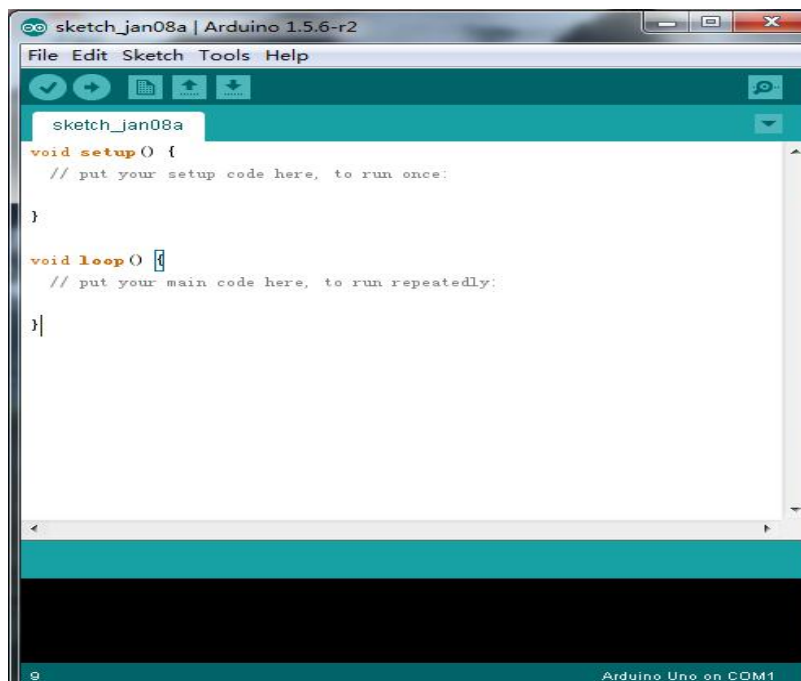 sketch_jan08a | Arduino 1.5.6-r2
File Edit Sketch Tools Help
sketch_jan08a
void setup() {
  // put your setup code here, to run once:
}
void loop() {
  // put your main code here, to run repeatedly:
}
9
Arduino Uno on COM1